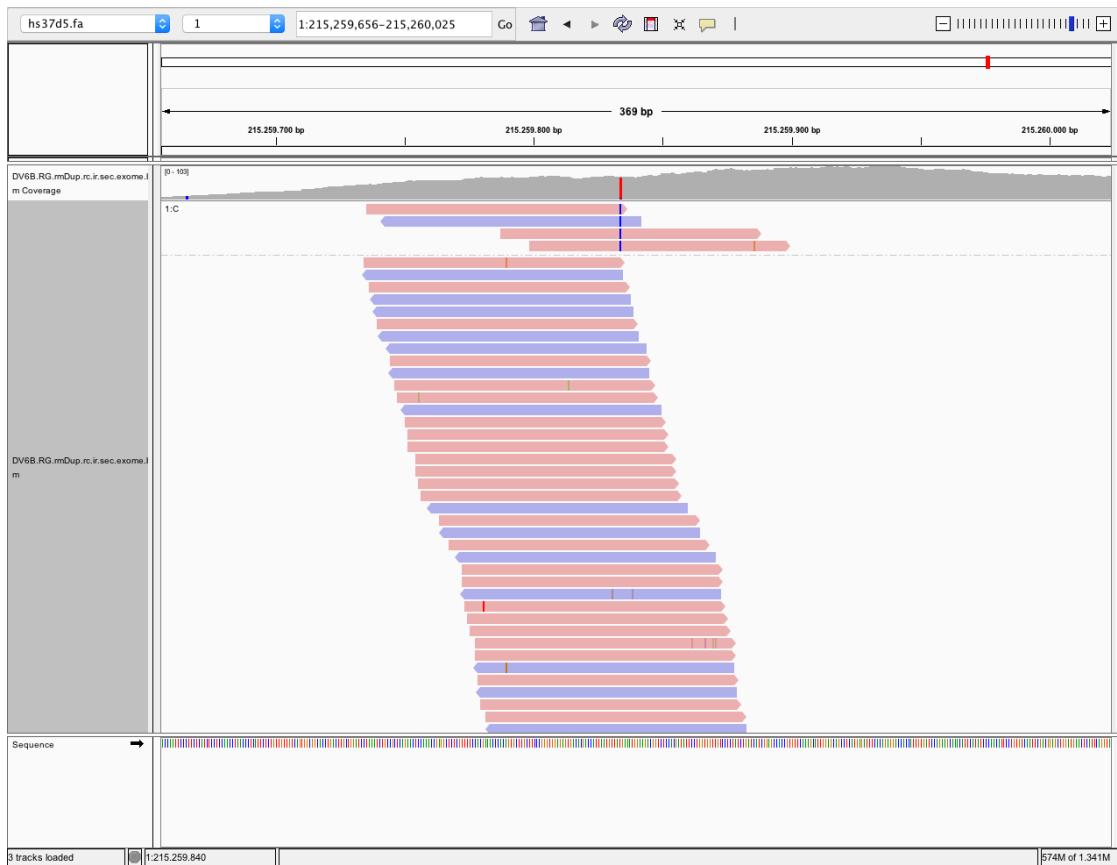 hs37d5.fa 1 1:215,259,656-215,260,025 Go
369 bp
215.259.700 bp 215.259.800 bp 215.259.900 bp 215.260.000 bp
DV6B.RG.rmDup.rc.ir.sec.exome.l
m Coverage
[0 - 103]
1:C
DV6B.RG.rmDup.rc.ir.sec.exome.l
m
Sequence
3 tracks loaded 1:215.259.840 574M of 1.341M